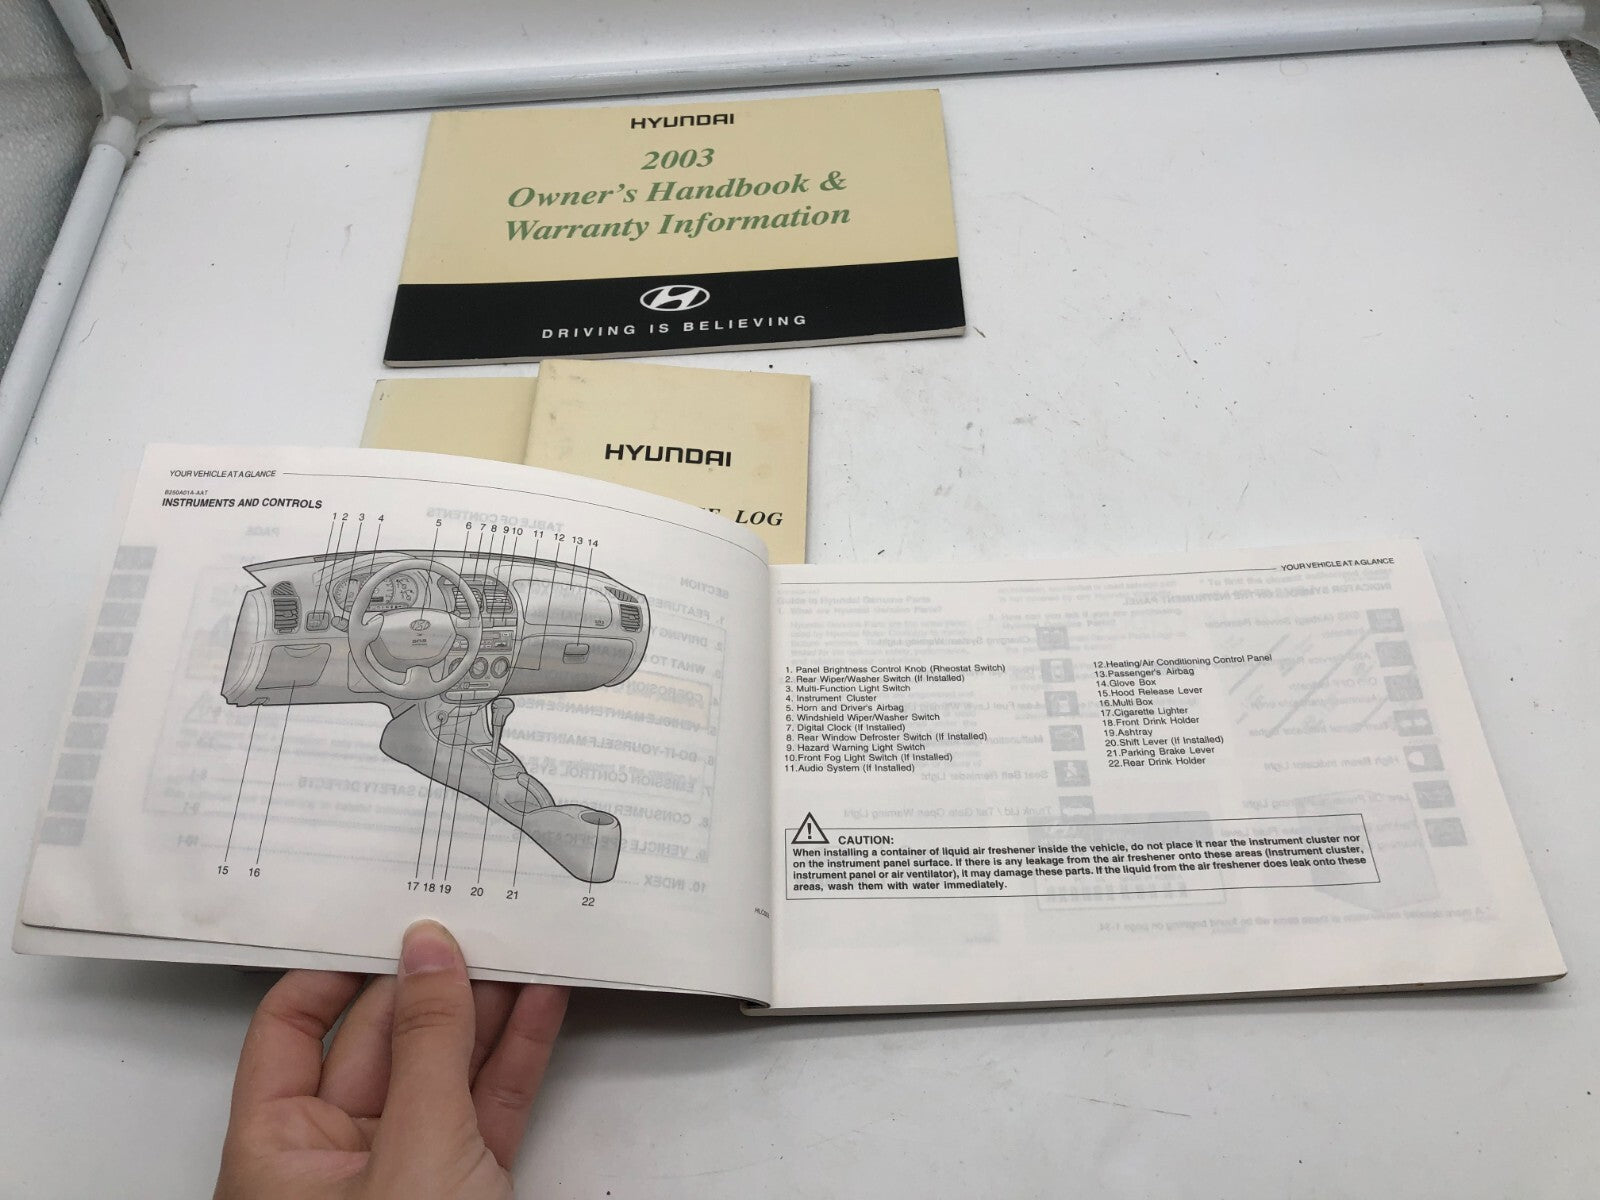 HYUNDAI
2003
Owner's Handbook &
Warranty Information
DRIVING IS BELIEVING
HYUNDAI
LOG
YOUR VEHICLE AT A GLANCE
B250A01A-AAT
INSTRUMENTS AND CONTROLS
1 2 3 4 5 6 7 8 9 10 11 12 13 14
15 16 17 18 19 20 21 22
YOUR VEHICLE AT A GLANCE
1. Panel Brightness Control Knob (Rheostat Switch)
2. Rear Wiper/Washer Switch (If Installed)
3. Multi-Function Light Switch
4. Instrument Cluster
5. Horn and Driver's Airbag
6. Windshield Wiper/Washer Switch
7. Digital Clock (If Installed)
8. Rear Window Defroster Switch (If Installed)
9. Hazard Warning Light Switch
10.Front Fog Light Switch (If Installed)
11.Audio System (If Installed)
12.Heating/Air Conditioning Control Panel
13.Passenger's Airbag
14.Glove Box
15.Hood Release Lever
16.Multi Box
17.Cigarette Lighter
18.Front Drink Holder
19.Ashtray
20.Shift Lever (If Installed)
21.Parking Brake Lever
22.Rear Drink Holder
CAUTION:
When installing a container of liquid air freshener inside the vehicle, do not place it near the instrument cluster nor
on the instrument panel surface. If there is any leakage from the air freshener onto these areas (Instrument cluster,
instrument panel or air ventilator), it may damage these parts. If the liquid from the air freshener does leak onto these
areas, wash them with water immediately.